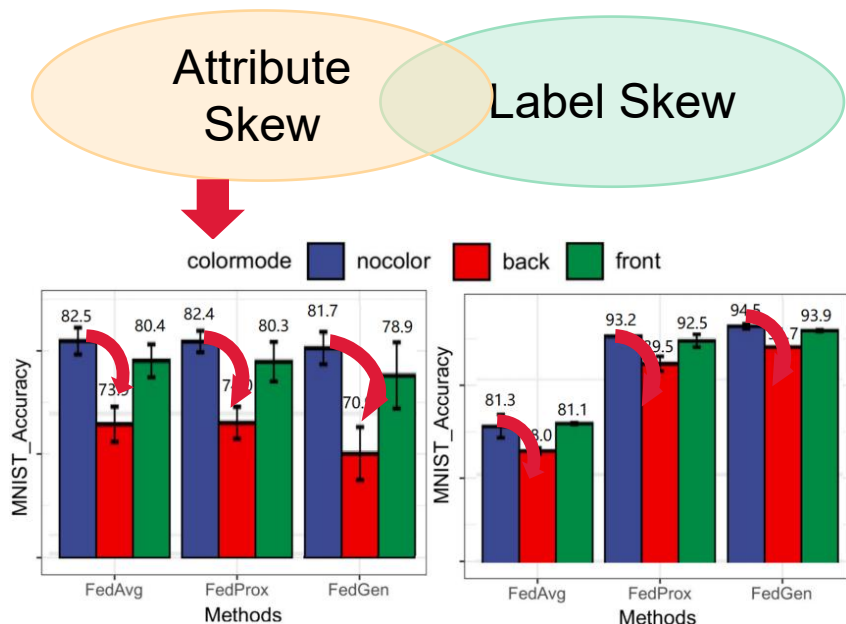 Attribute
Skew
Label Skew
colormode nocolor back front
MNIST_Accuracy
82.5
80.4
82.4
80.3
81.7
78.9
FedAvg FedProx FedGen
Methods
MNIST_Accuracy
81.3
81.1
93.2
92.5
94.5
93.9
FedAvg FedProx FedGen
Methods